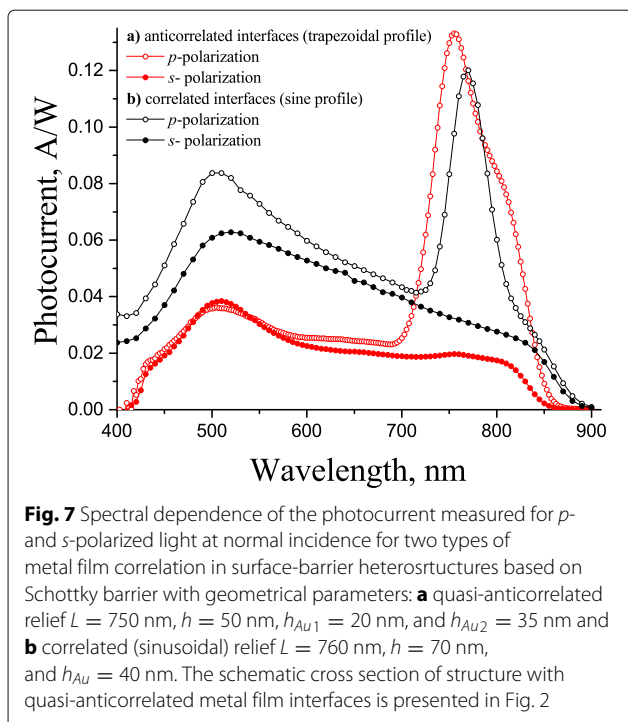 a) anticorrelated interfaces (trapezoidal profile)
p-polarization
s- polarization
b) correlated interfaces (sine profile)
p-polarization
s- polarization
Photocurrent, A/W
0.12
0.10
0.08
0.06
0.04
0.02
0.00
400 500 600 700 800 900
Wavelength, nm
Fig. 7 Spectral dependence of the photocurrent measured for p-
and s-polarized light at normal incidence for two types of
metal film correlation in surface-barrier heterosrtuctures based on
Schottky barrier with geometrical parameters: a quasi-anticorrelated
relief L = 750 nm, h = 50 nm, hAu1 = 20 nm, and hAu2 = 35 nm and
b correlated (sinusoidal) relief L = 760 nm, h = 70 nm,
and hAu = 40 nm. The schematic cross section of structure with
quasi-anticorrelated metal film interfaces is presented in Fig. 2